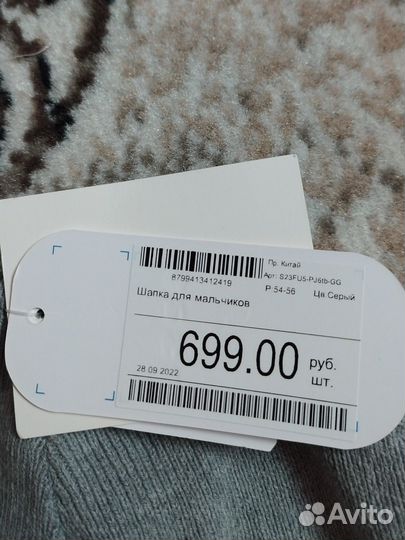 8799413412419
Пр. Китай
Арт: S23FU5-PJ6tb-GG
Р 54-56 Цв Серый
Шапка для мальчиков
699.00 руб.
шт.
28.09.2022
Avito